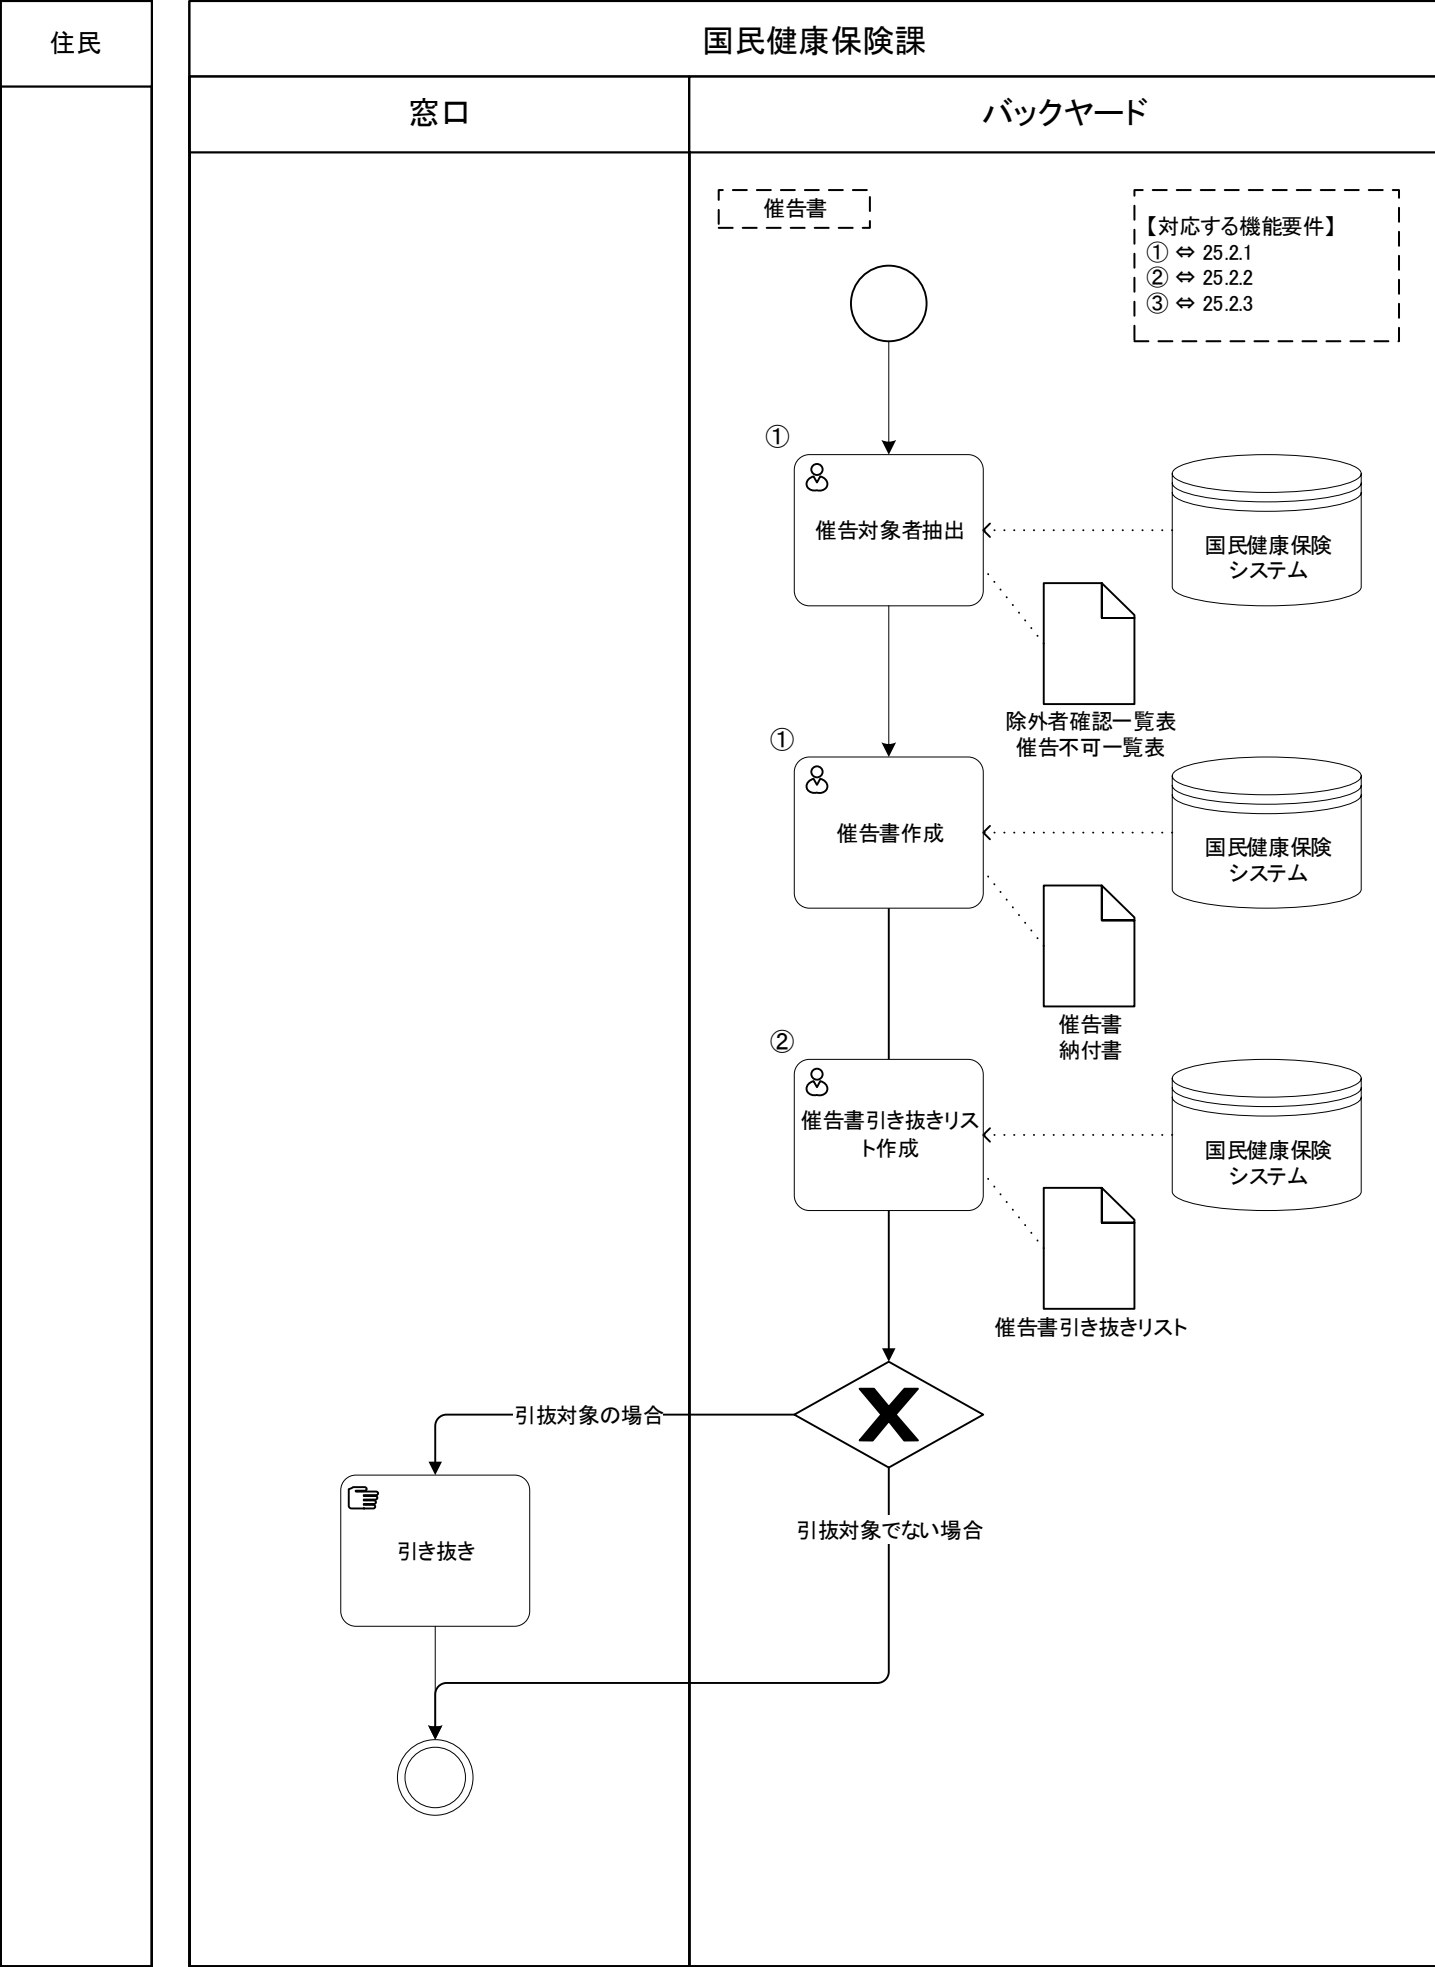 住民
国民健康保険課
窓口
バックヤード
催告書
【対応する機能要件】
① ⇔ 25.2.1
② ⇔ 25.2.2
③ ⇔ 25.2.3
①
催告対象者抽出
国民健康保険
システム
除外者確認一覧表
催告不可一覧表
①
催告書作成
国民健康保険
システム
催告書
納付書
②
催告書引き抜きリス
ト作成
国民健康保険
システム
催告書引き抜きリスト
引抜対象の場合
引抜対象でない場合
引き抜き